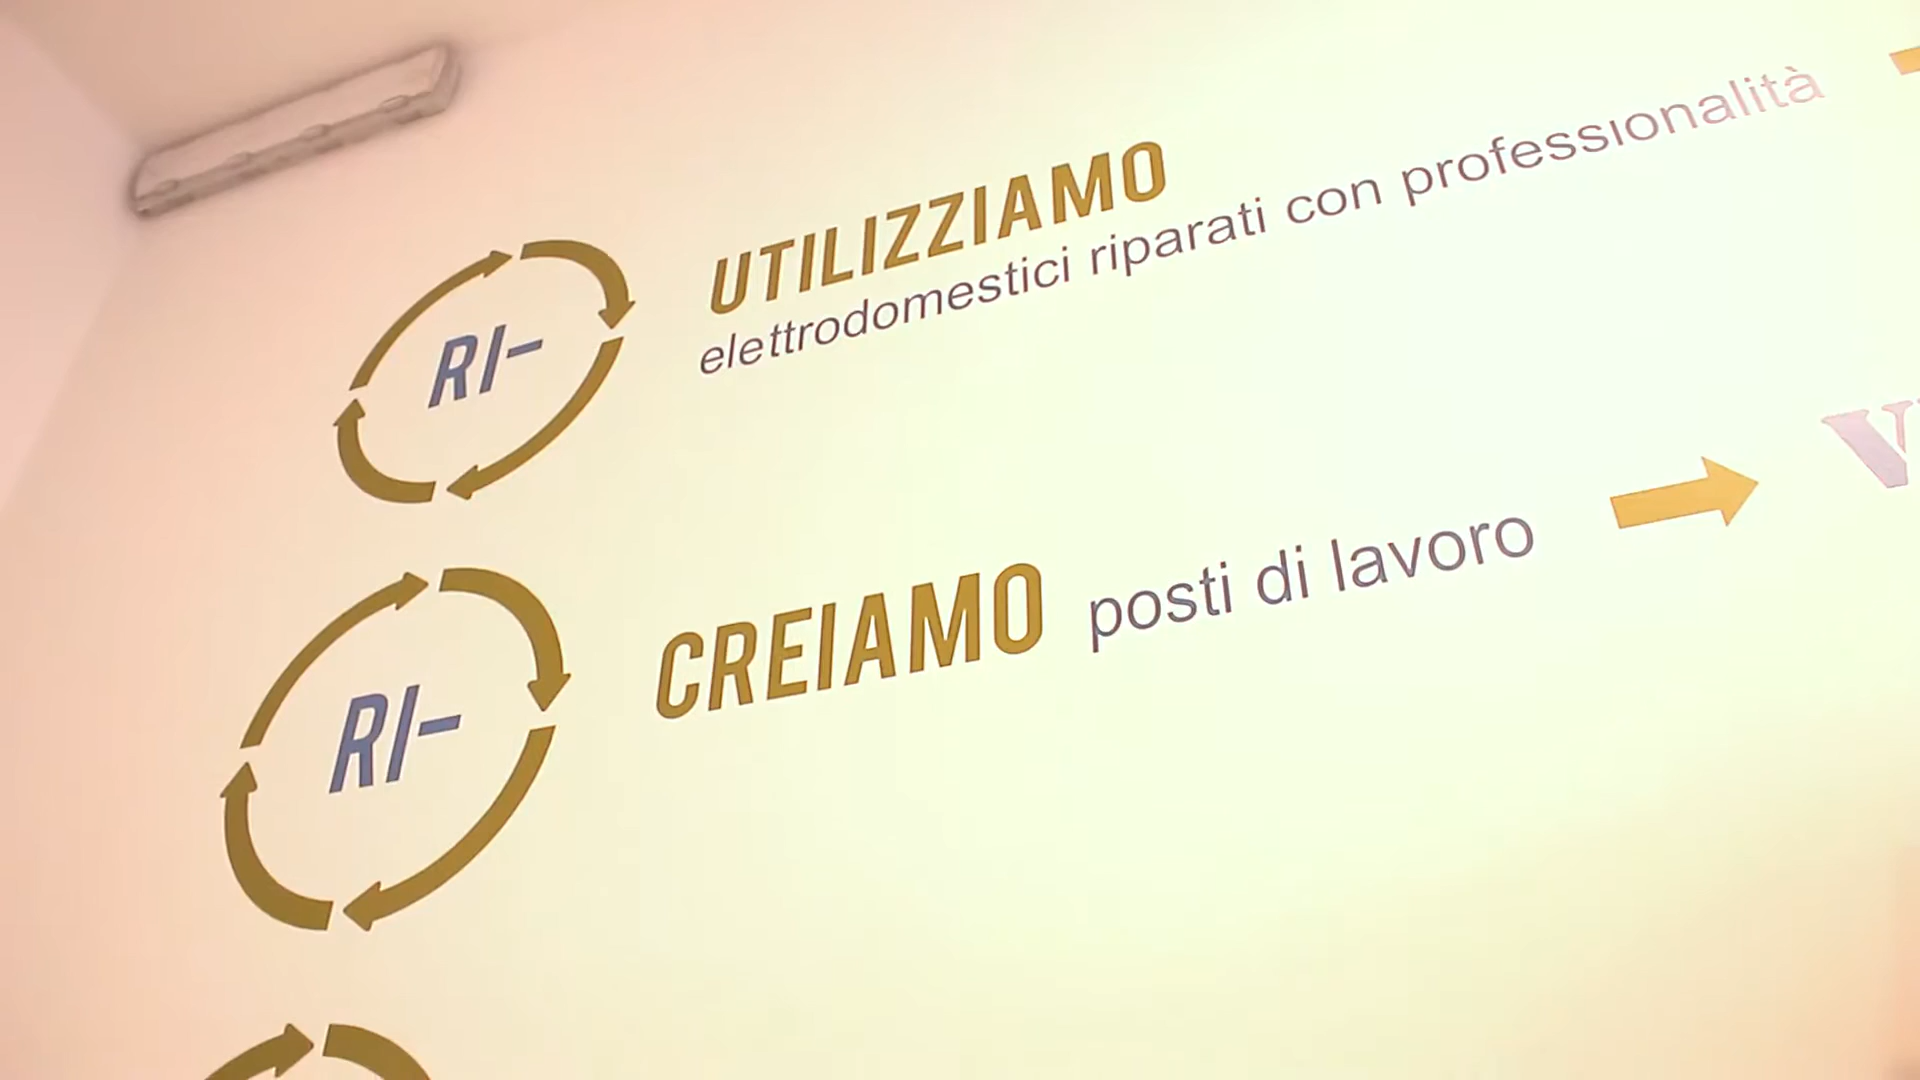 RI- UTILIZZIAMO
elettrodomestici riparati con professionalità
RI- CREIAMO posti di lavoro